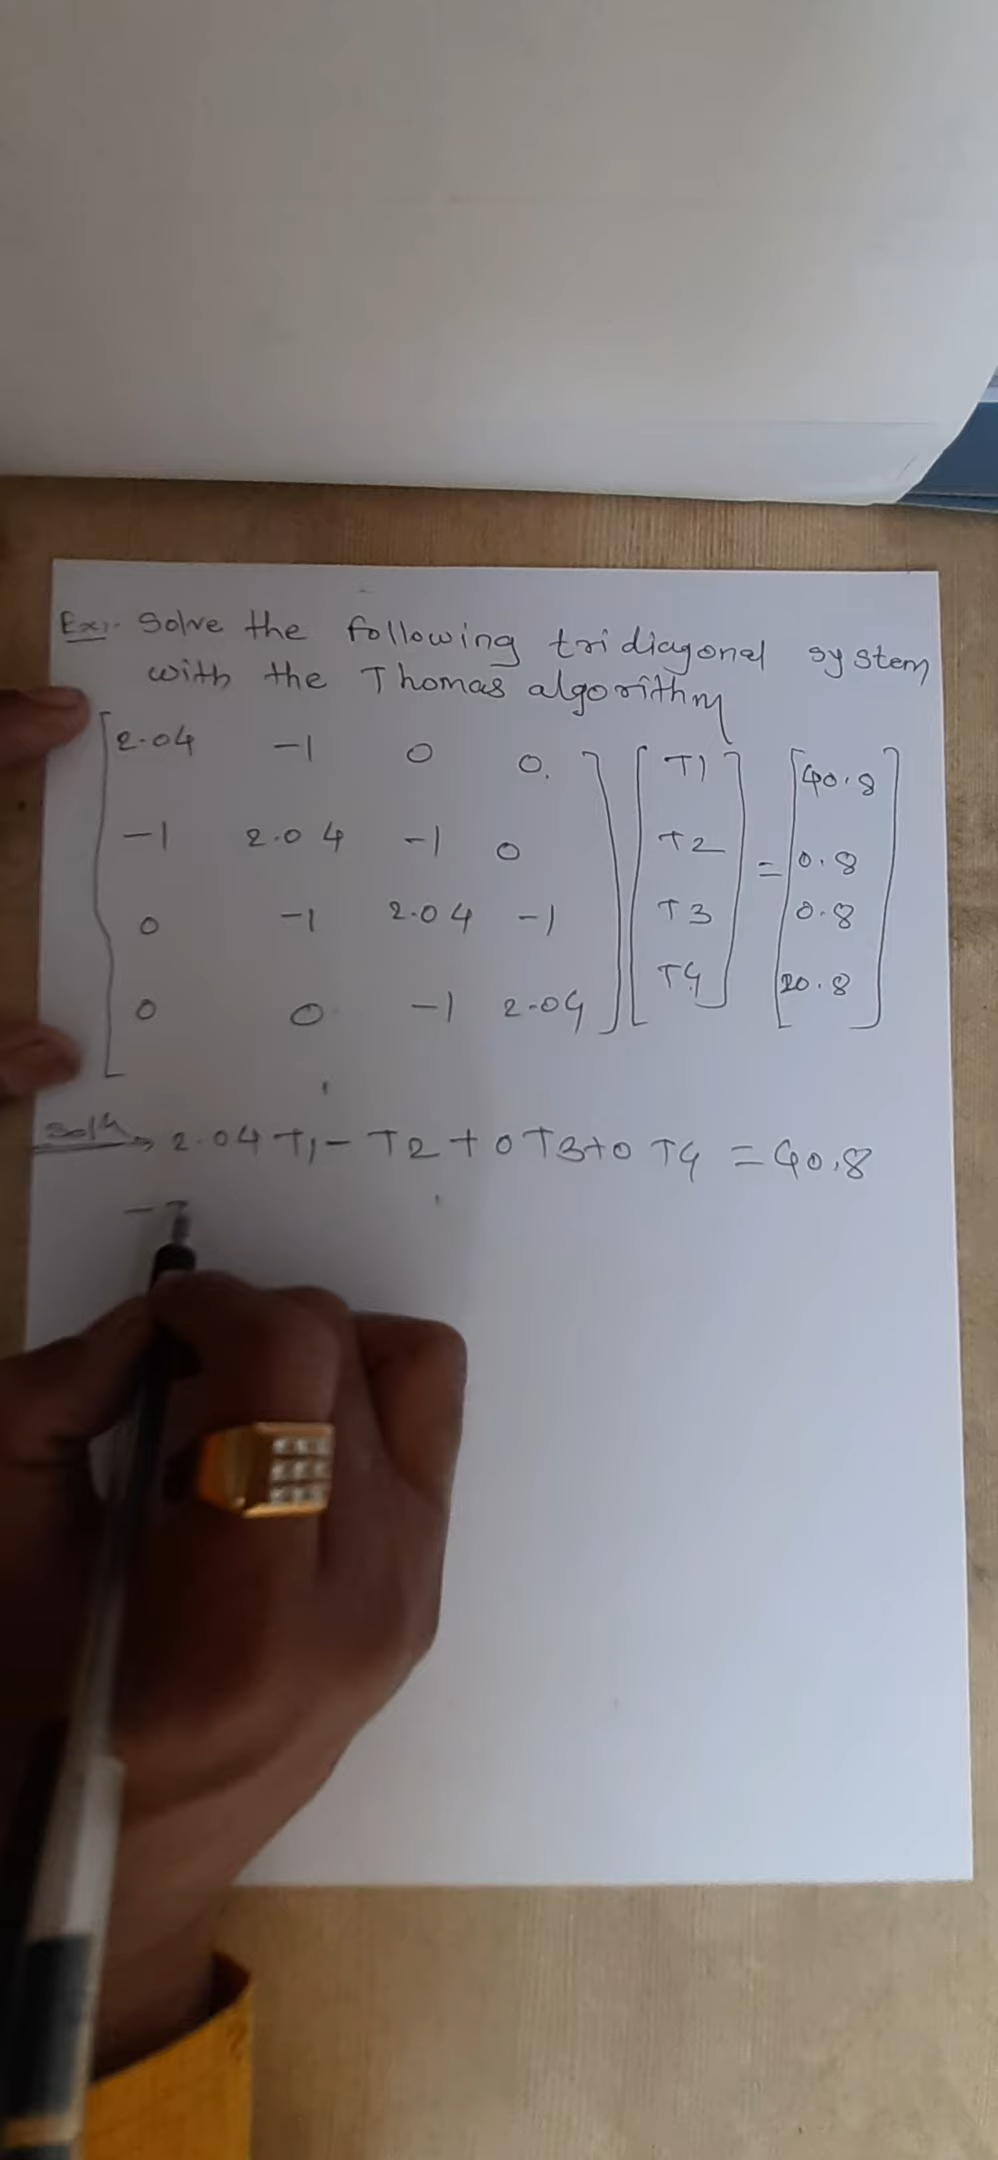 Ex:- Solve the following tridiagonal system
with the Thomas algorithm
2.04 -1 0 0. T1 40.8
-1 2.04 -1 0 T2 = 0.8
0 -1 2.04 -1 T3 0.8
0 0 -1 2.04 T4 20.8
Soln 2.04 T1 - T2 + 0T3 + 0 T4 = 40.8
-